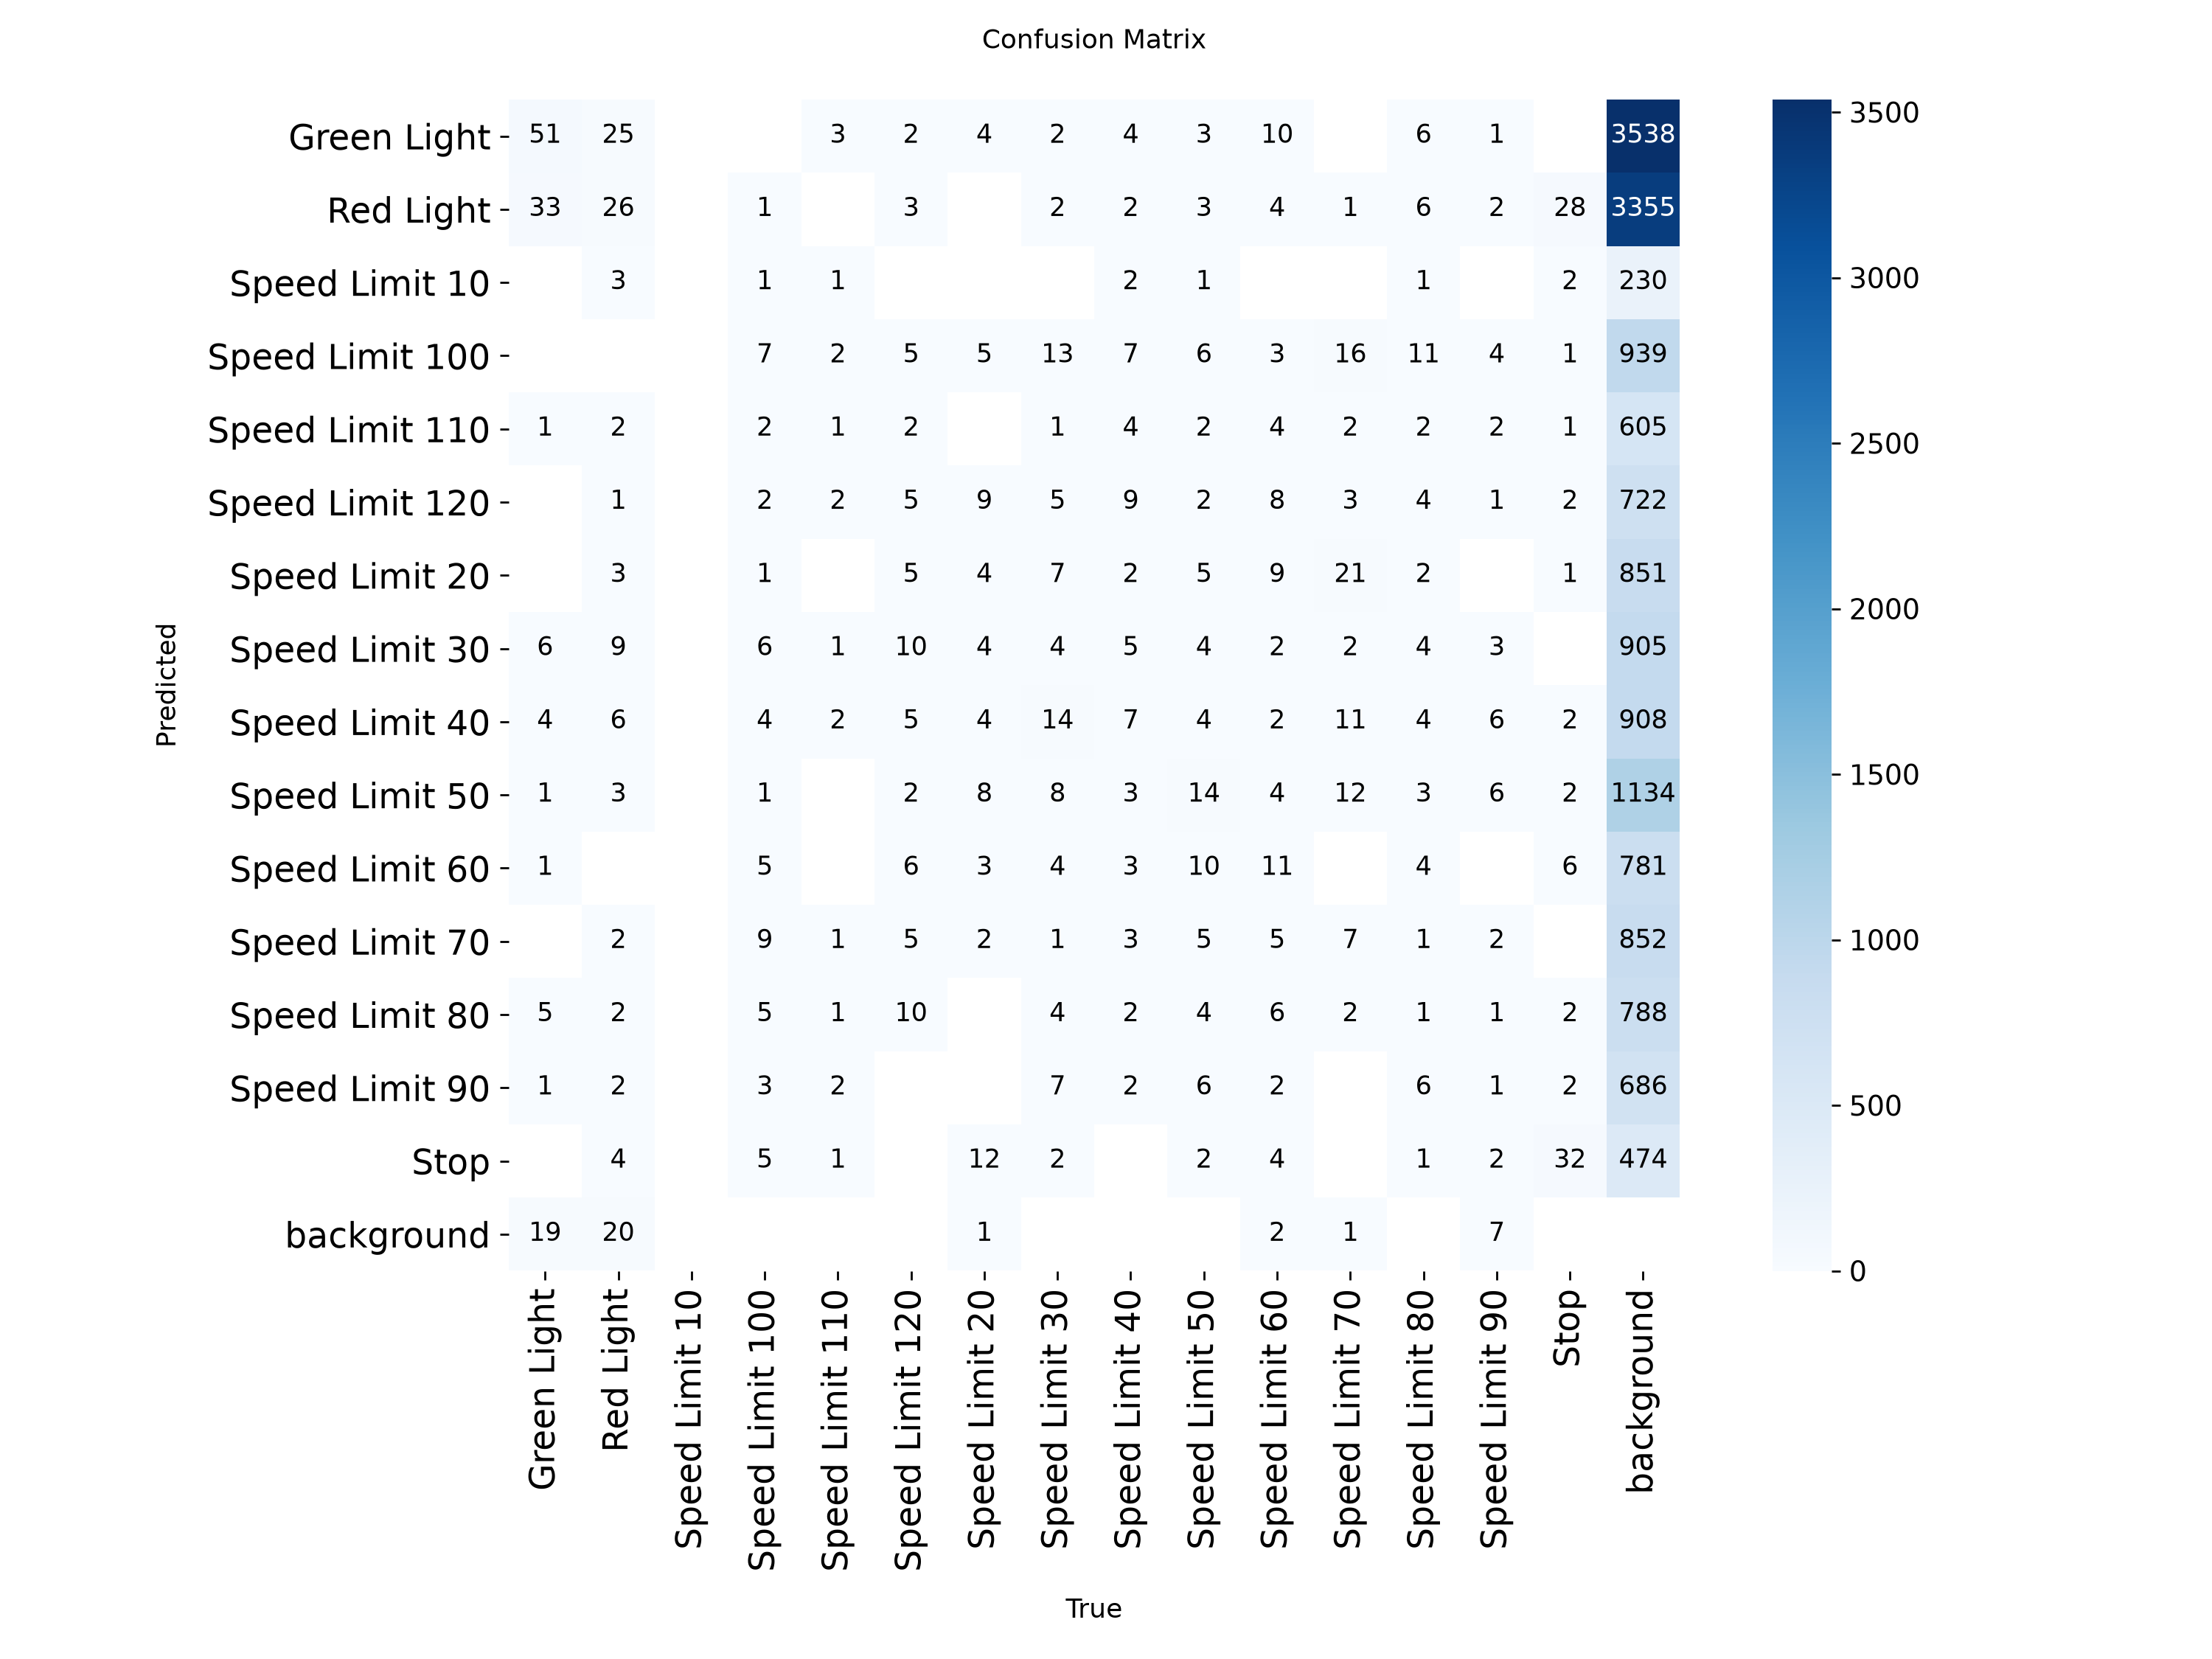 Confusion Matrix
Green Light 51 25 3 2 4 2 4 3 10 6 1 3538
Red Light 33 26 1 3 2 2 3 4 1 6 2 28 3355
Speed Limit 10 3 1 1 2 1 1 2 230
Speed Limit 100 7 2 5 5 13 7 6 3 16 11 4 1 939
Speed Limit 110 1 2 2 1 2 1 4 2 4 2 2 2 1 605
Speed Limit 120 1 2 2 5 9 5 9 2 8 3 4 1 2 722
Speed Limit 20 3 1 5 4 7 2 5 9 21 2 1 851
Speed Limit 30 6 9 6 1 10 4 4 5 4 2 2 4 3 905
Speed Limit 40 4 6 4 2 5 4 14 7 4 2 11 4 6 2 908
Speed Limit 50 1 3 1 2 8 8 3 14 4 12 3 6 2 1134
Speed Limit 60 1 5 6 3 4 3 10 11 4 6 781
Speed Limit 70 2 9 1 5 2 1 3 5 5 7 1 2 852
Speed Limit 80 5 2 5 1 10 4 2 4 6 2 1 1 2 788
Speed Limit 90 1 2 3 2 7 2 6 2 6 1 2 686
Stop 4 5 1 12 2 2 4 1 2 32 474
background 19 20 1 2 1 7
Predicted
Green Light
Red Light
Speed Limit 10
Speed Limit 100
Speed Limit 110
Speed Limit 120
Speed Limit 20
Speed Limit 30
Speed Limit 40
Speed Limit 50
Speed Limit 60
Speed Limit 70
Speed Limit 80
Speed Limit 90
Stop
background
True
3500
3000
2500
2000
1500
1000
500
0